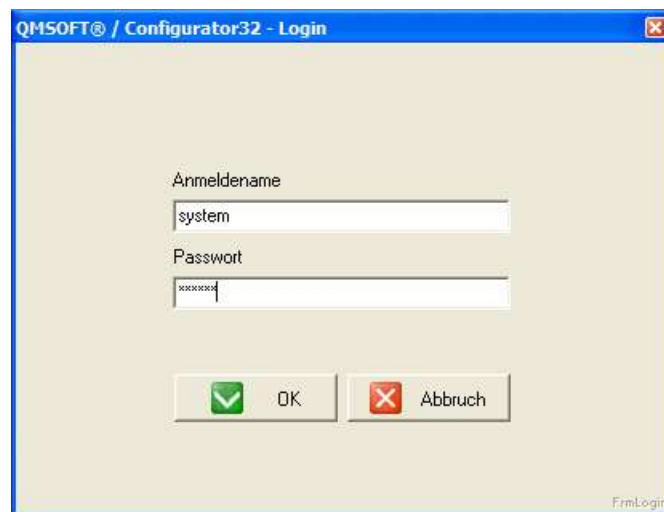 QMSOFT® / Configurator32 - Login
Anmeldename
system
Passwort
******
OK
Abbruch
FrmLogin